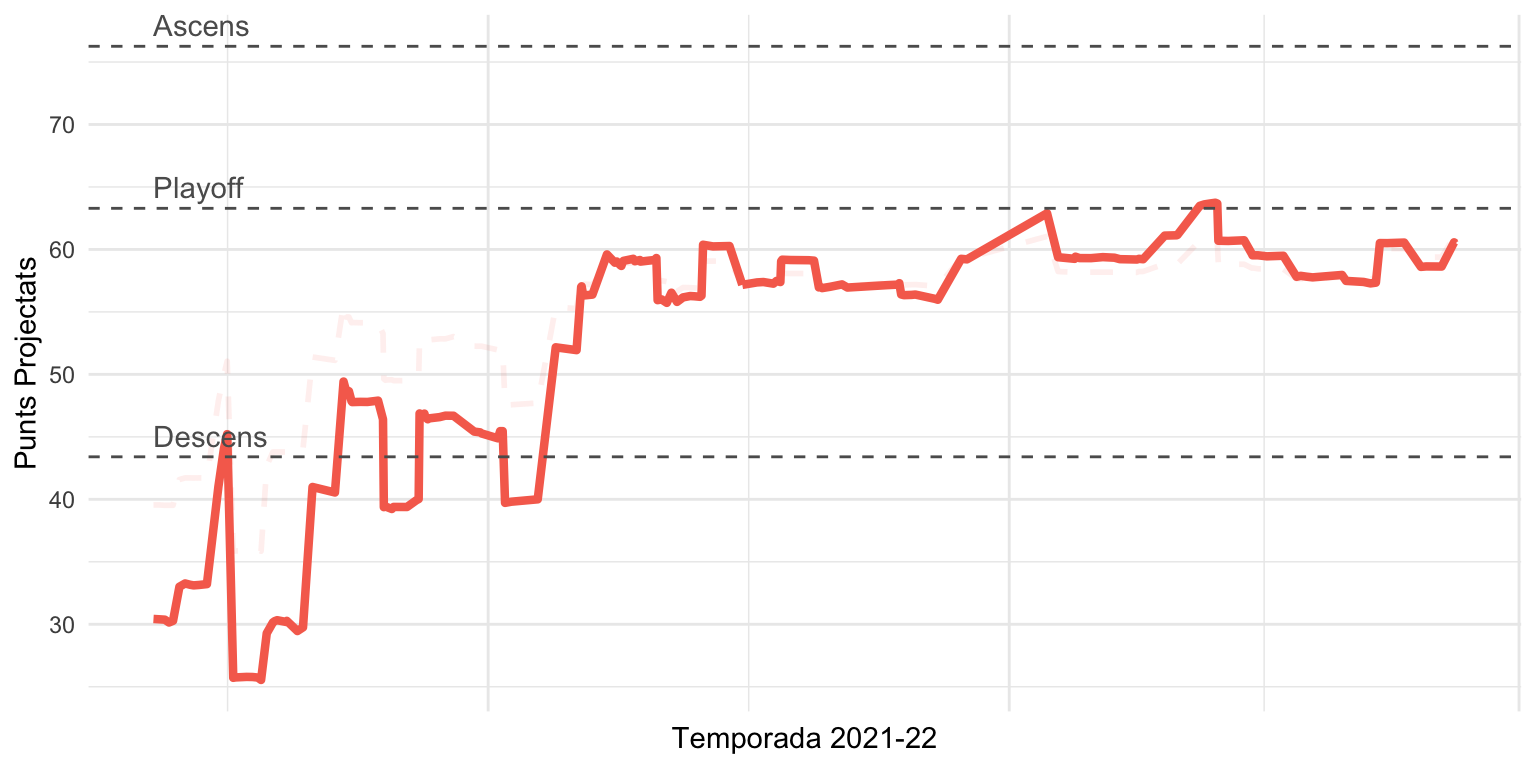 Ascens
70
Playoff
60
50
Descens
40
30
Punts Projectats
Temporada 2021-22